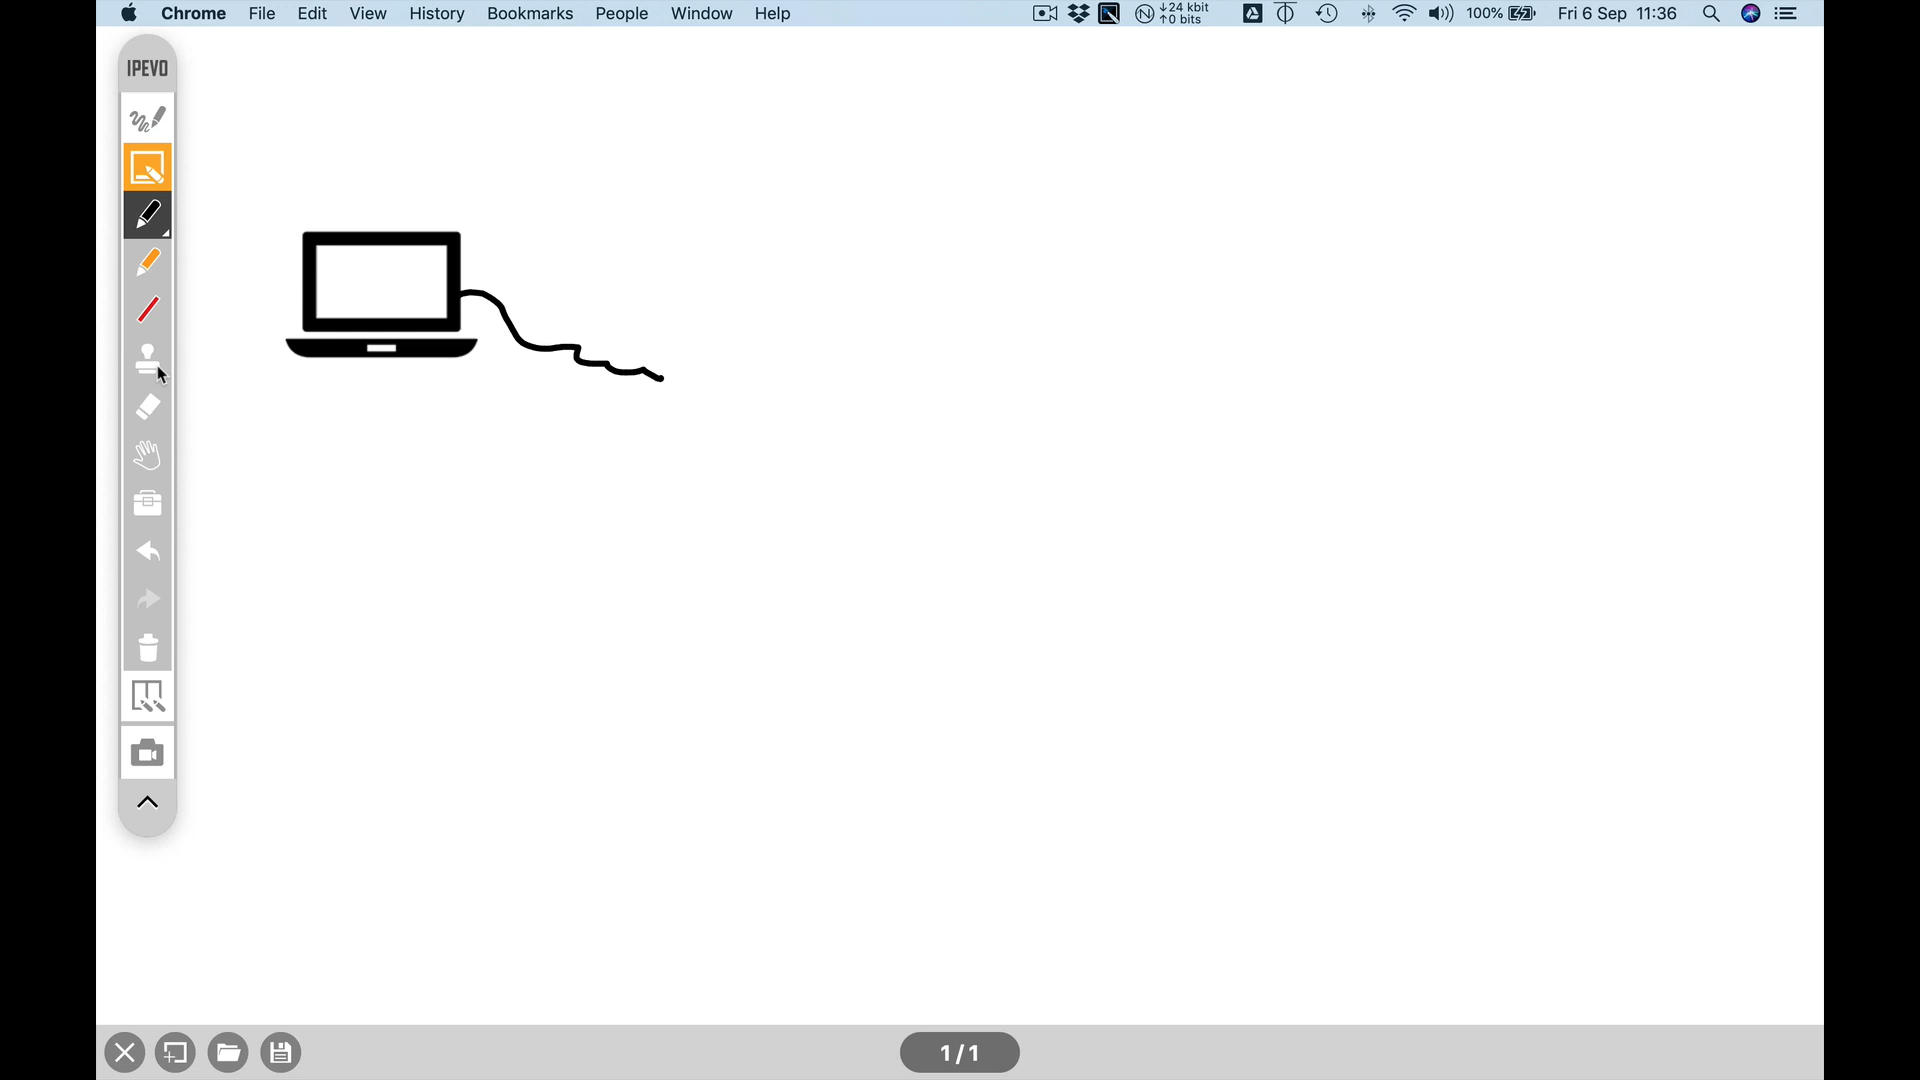 Chrome File Edit View History Bookmarks People Window Help
↓24 kbit
↑0 bits
100% Fri 6 Sep 11:36
IPEVO
1/1